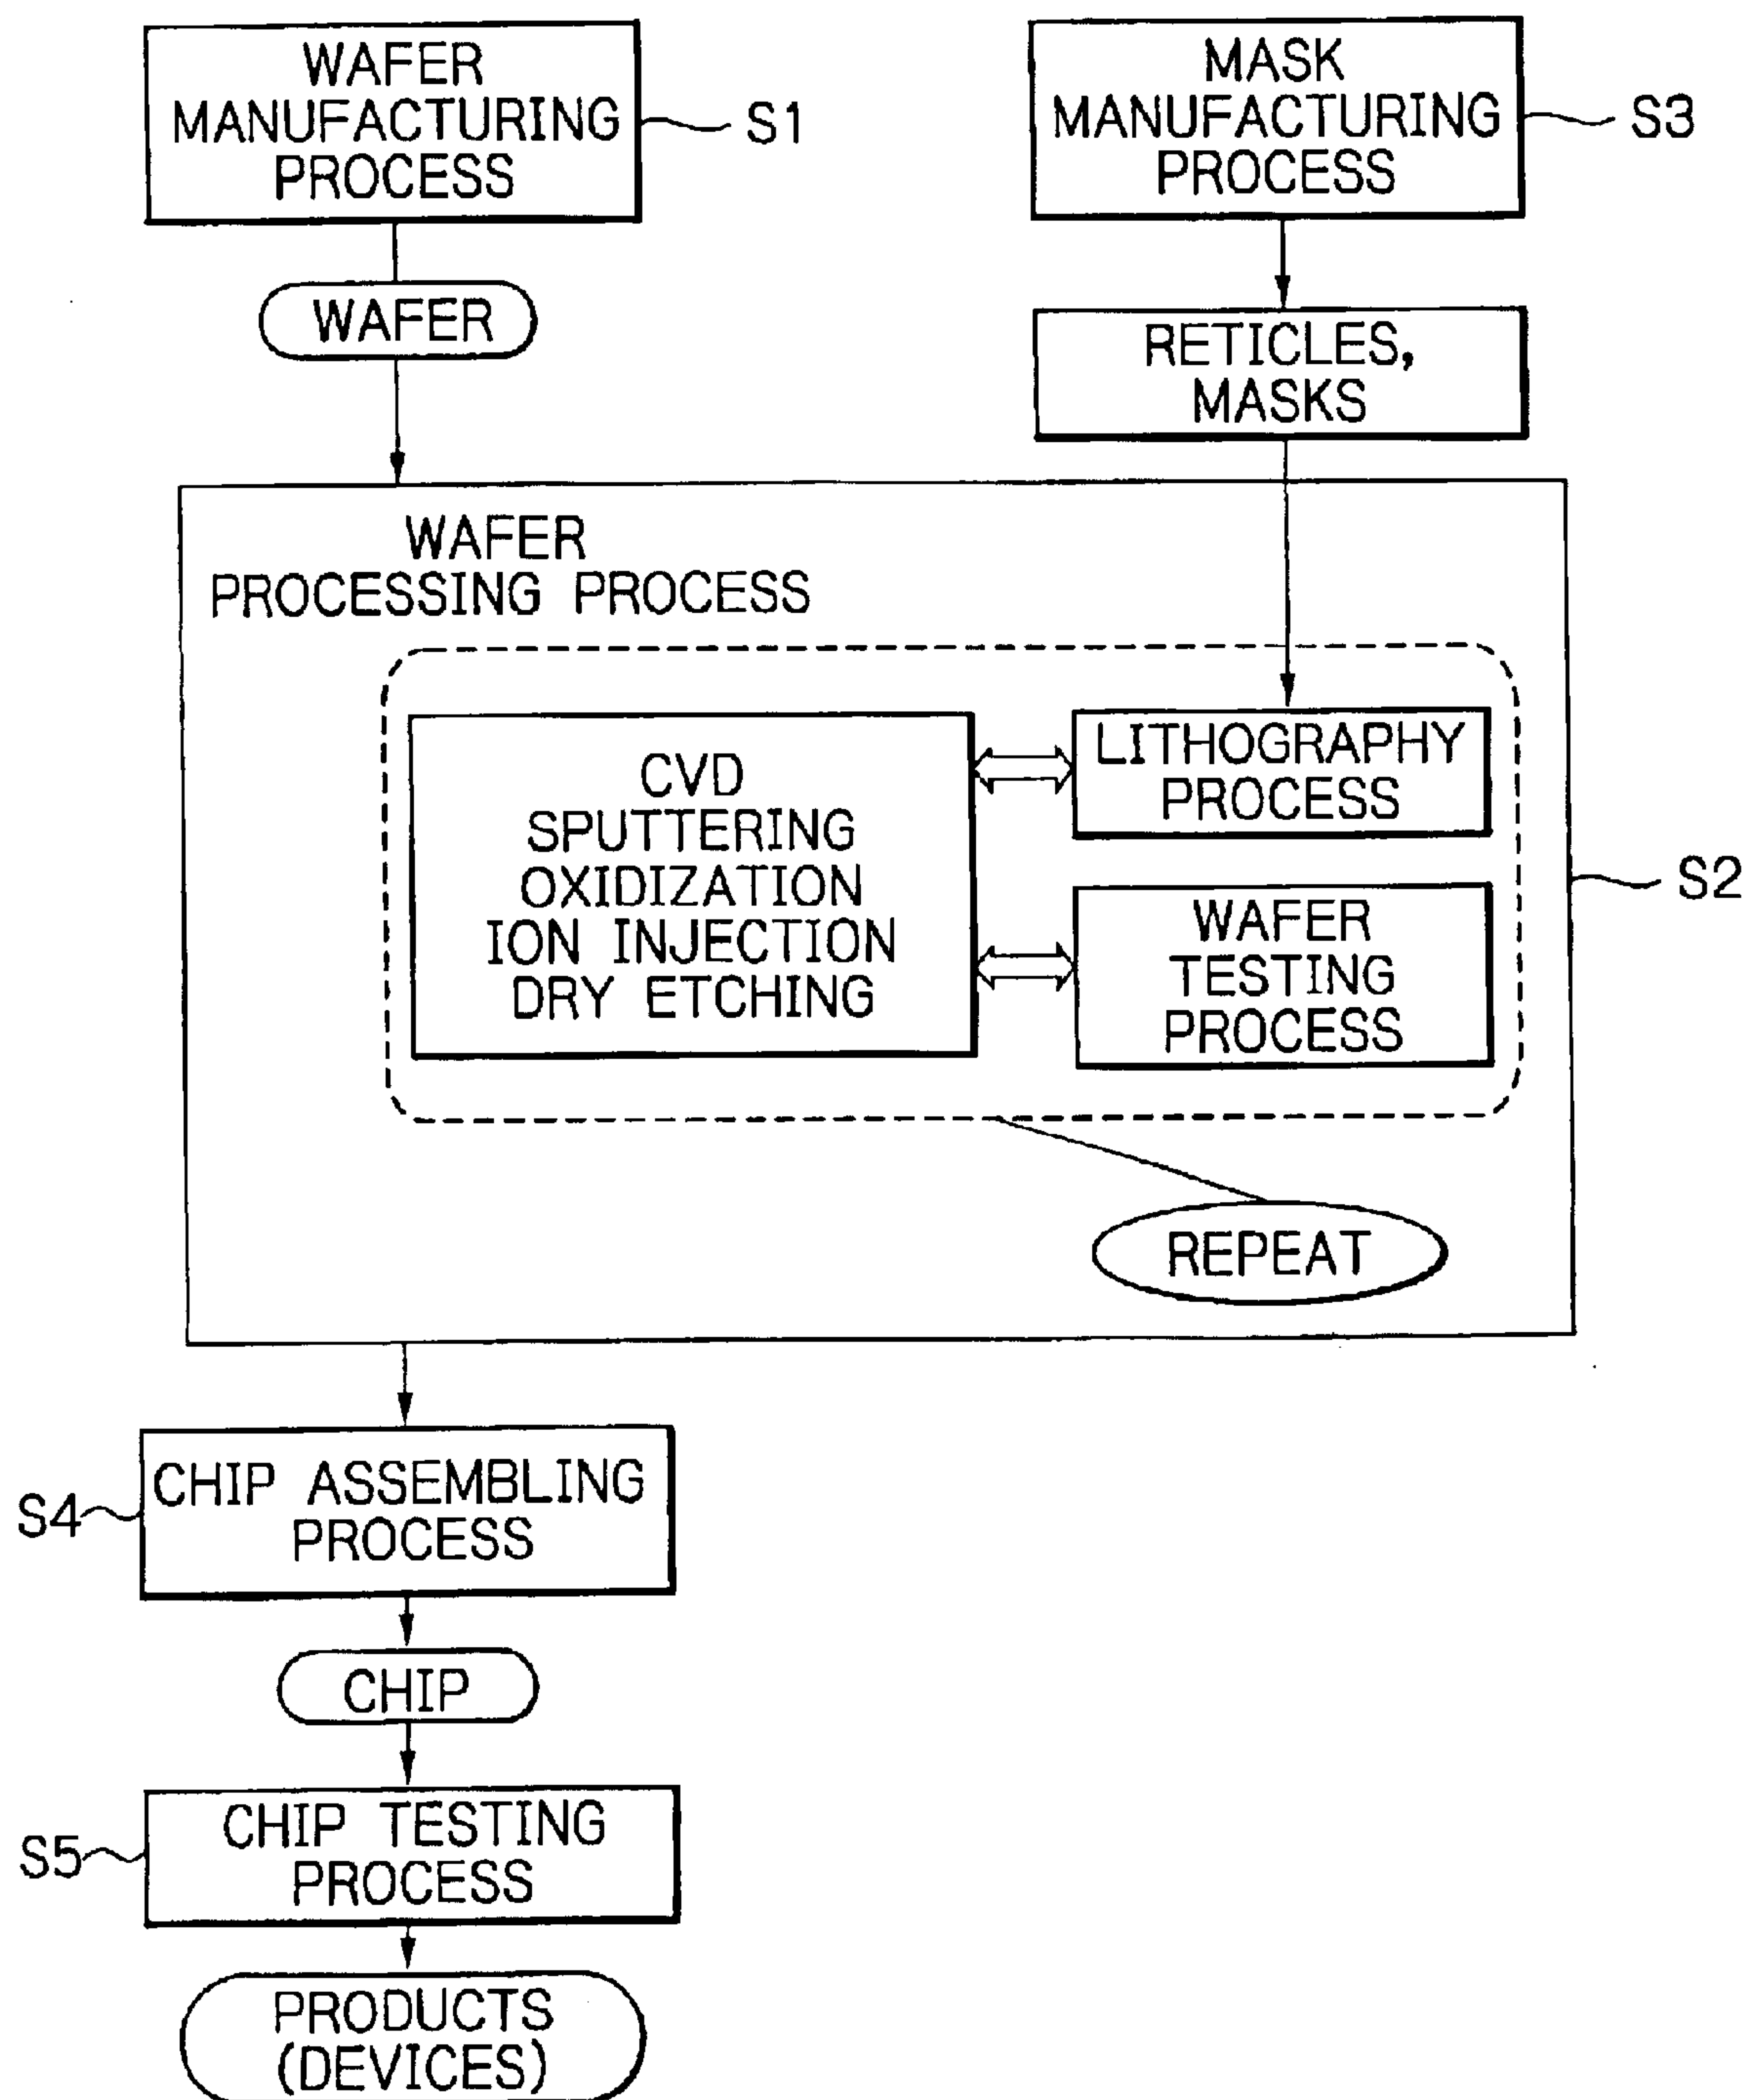 WAFER
MANUFACTURING
PROCESS
S1
MASK
MANUFACTURING
PROCESS
S3
WAFER
RETICLES,
MASKS
WAFER
PROCESSING PROCESS
CVD
SPUTTERING
OXIDIZATION
ION INJECTION
DRY ETCHING
LITHOGRAPHY
PROCESS
WAFER
TESTING
PROCESS
S2
REPEAT
CHIP ASSEMBLING
PROCESS
S4
CHIP
CHIP TESTING
PROCESS
S5
PRODUCTS
(DEVICES)